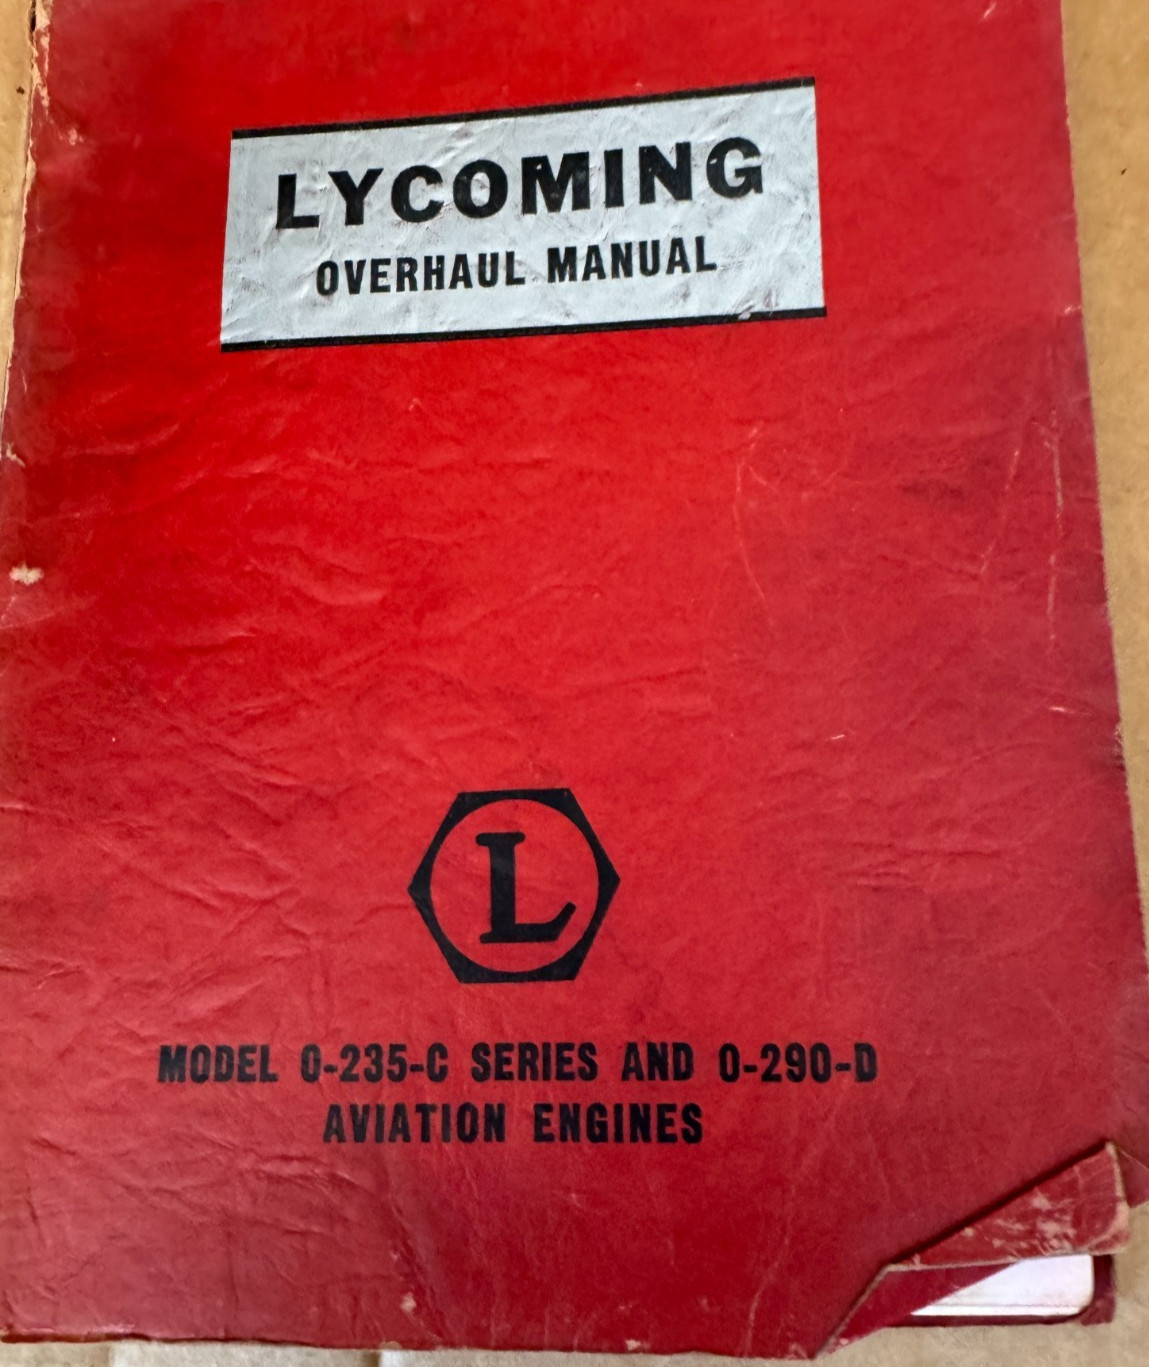 LYCOMING
OVERHAUL MANUAL
L
MODEL O-235-C SERIES AND O-290-D
AVIATION ENGINES